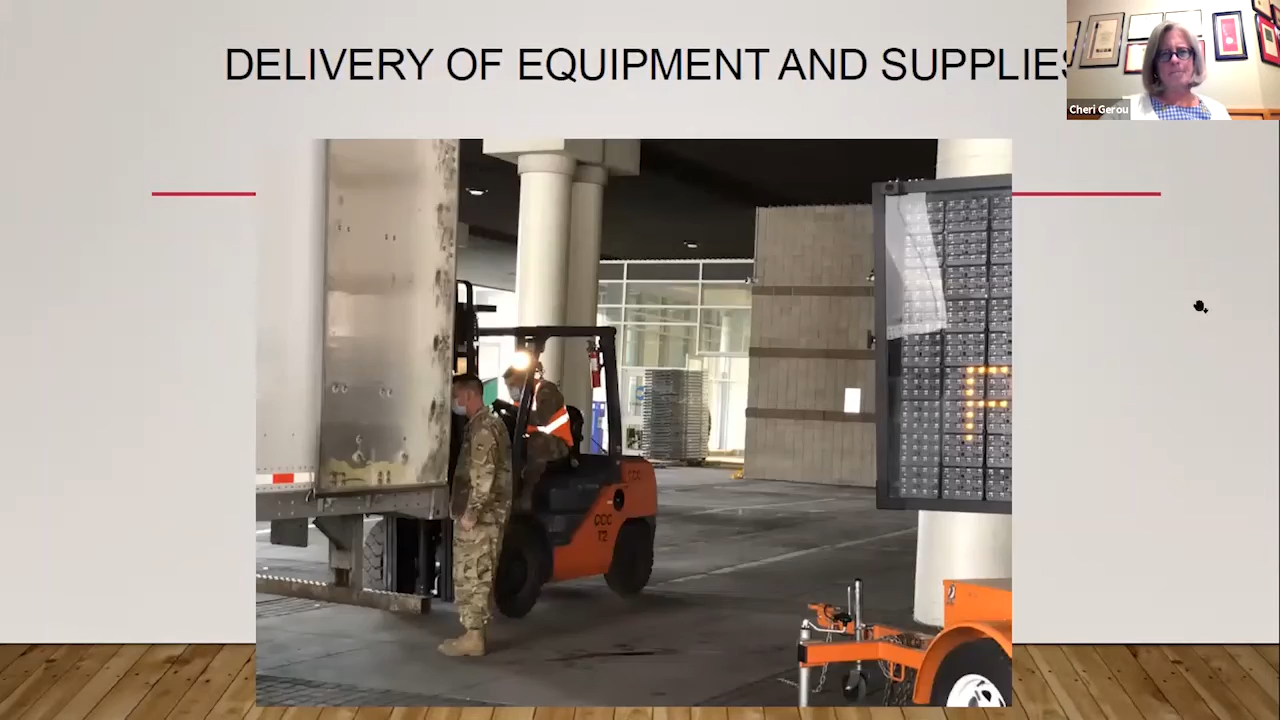 DELIVERY OF EQUIPMENT AND SUPPLIES
Cheri Gerou
CCC
T2